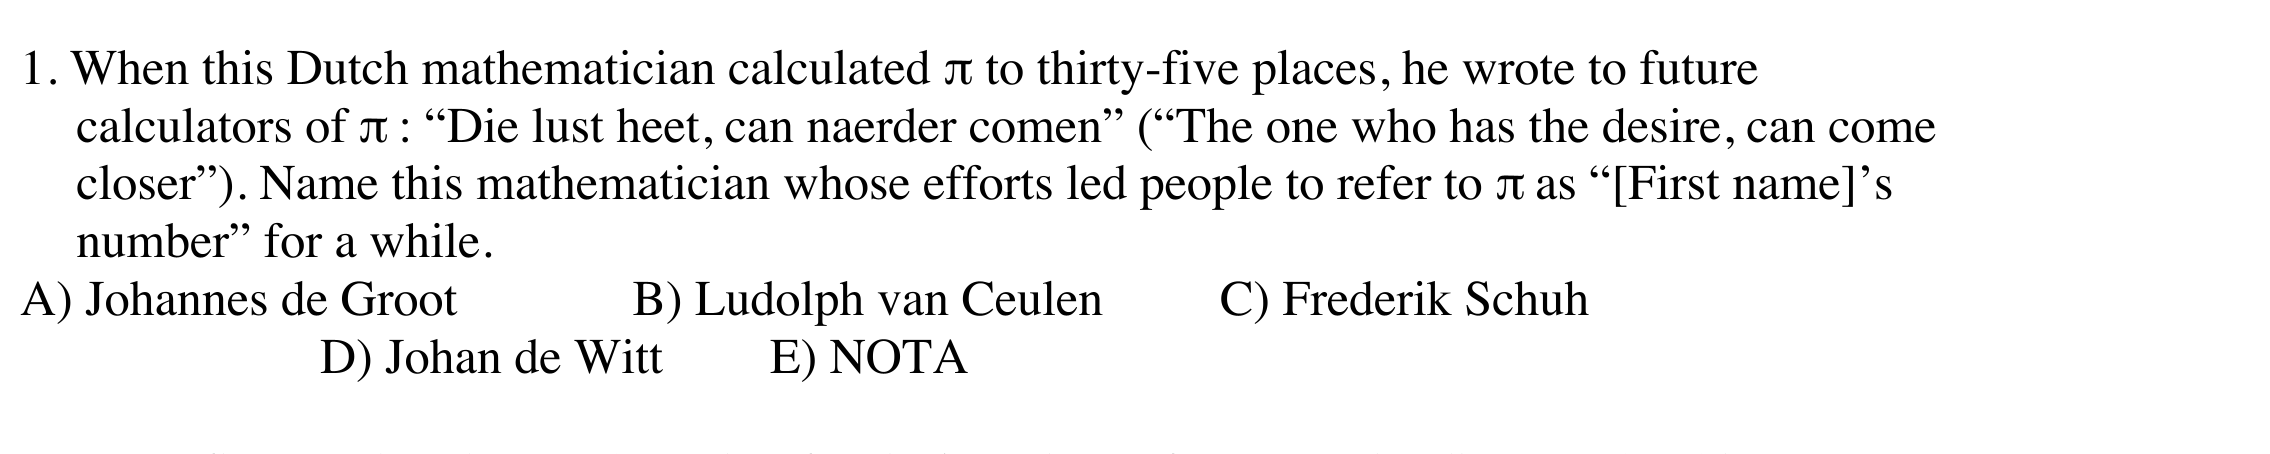 1. When this Dutch mathematician calculated π to thirty-five places, he wrote to future
calculators of π : “Die lust heet, can naerder comen” (“The one who has the desire, can come
closer”). Name this mathematician whose efforts led people to refer to π as “[First name]’s
number” for a while.
A) Johannes de Groot B) Ludolph van Ceulen C) Frederik Schuh
D) Johan de Witt E) NOTA